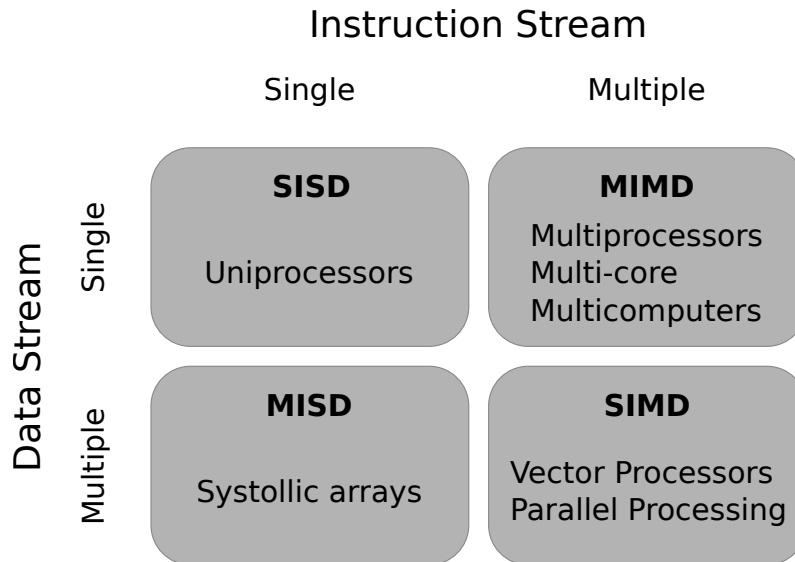 Instruction Stream
Single
Multiple
Data Stream
Single
SISD
Uniprocessors
MIMD
Multiprocessors
Multi-core
Multicomputers
Multiple
MISD
Systollic arrays
SIMD
Vector Processors
Parallel Processing